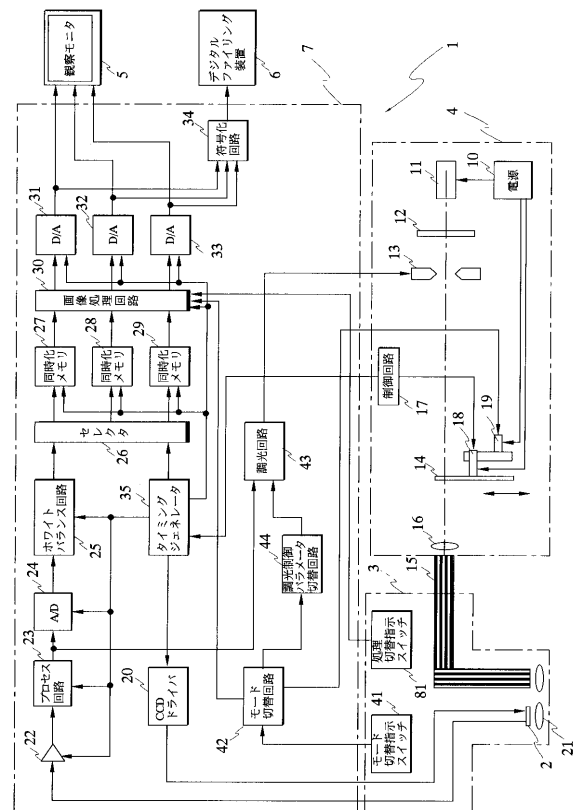 観察モニタ
5
デジタル
ファイリング
装置
6
7
1
34
符号化
回路
31
D/A
32
D/A
D/A
33
30
画像処理回路
27
同時化
メモリ
28
同時化
メモリ
29
同時化
メモリ
セレクタ
26
ホワイト
バランス回路
25
35
タイミング
ジェネレータ
24
A/D
23
プロセス
回路
22
20
CCD
ドライバ
43
調光回路
44
調光制御
パラメータ
切替回路
42
モード
切替回路
41
モード
切替指示
スイッチ
81
処理
切替指示
スイッチ
3
2
21
4
11
10
電源
12
13
制御回路
17
18
19
14
16
15